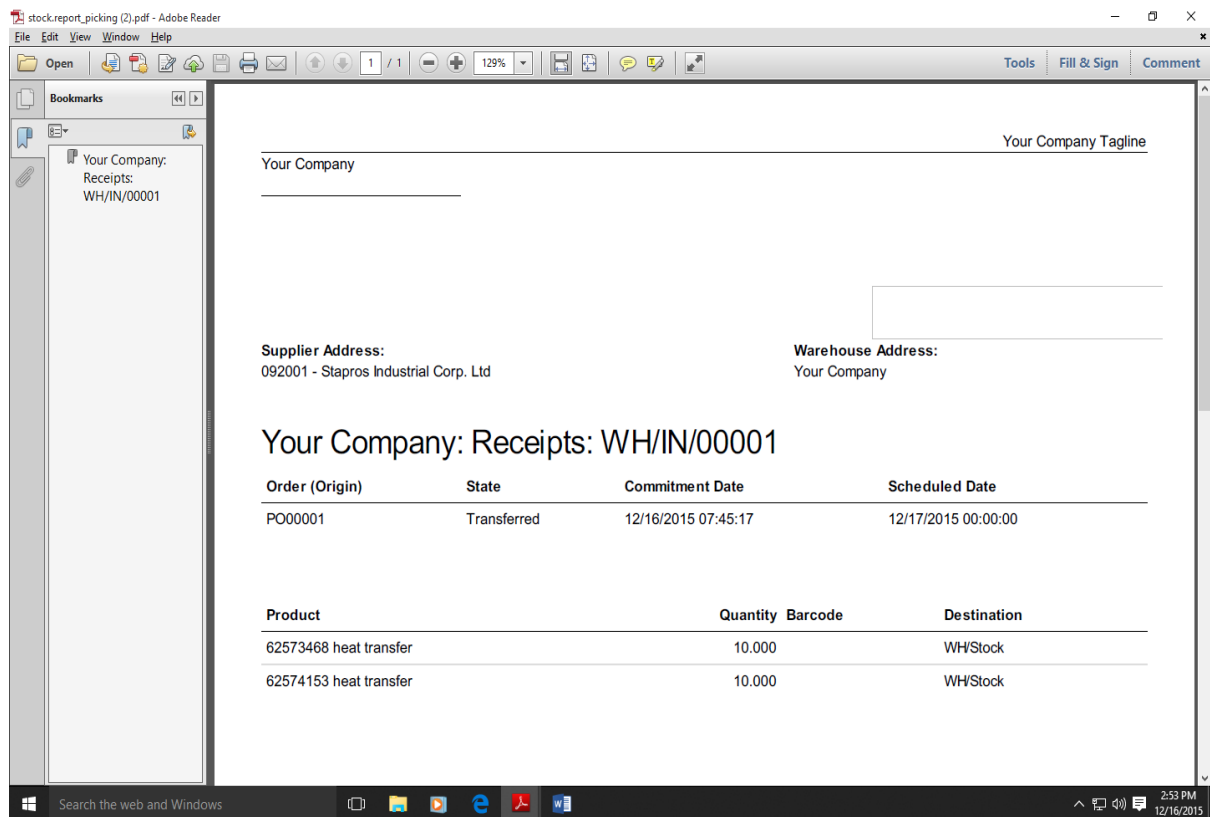 stock.report_picking (2).pdf - Adobe Reader
File Edit View Window Help
Open 1 / 1 129% Tools Fill & Sign Comment
Bookmarks
Your Company:
Receipts:
WH/IN/00001
Your Company Tagline
Your Company
Supplier Address: Warehouse Address:
092001 - Stapros Industrial Corp. Ltd Your Company
Your Company: Receipts: WH/IN/00001
Order (Origin) State Commitment Date Scheduled Date
PO00001 Transferred 12/16/2015 07:45:17 12/17/2015 00:00:00
Product Quantity Barcode Destination
62573468 heat transfer 10.000 WH/Stock
62574153 heat transfer 10.000 WH/Stock
Search the web and Windows 2:53 PM
12/16/2015